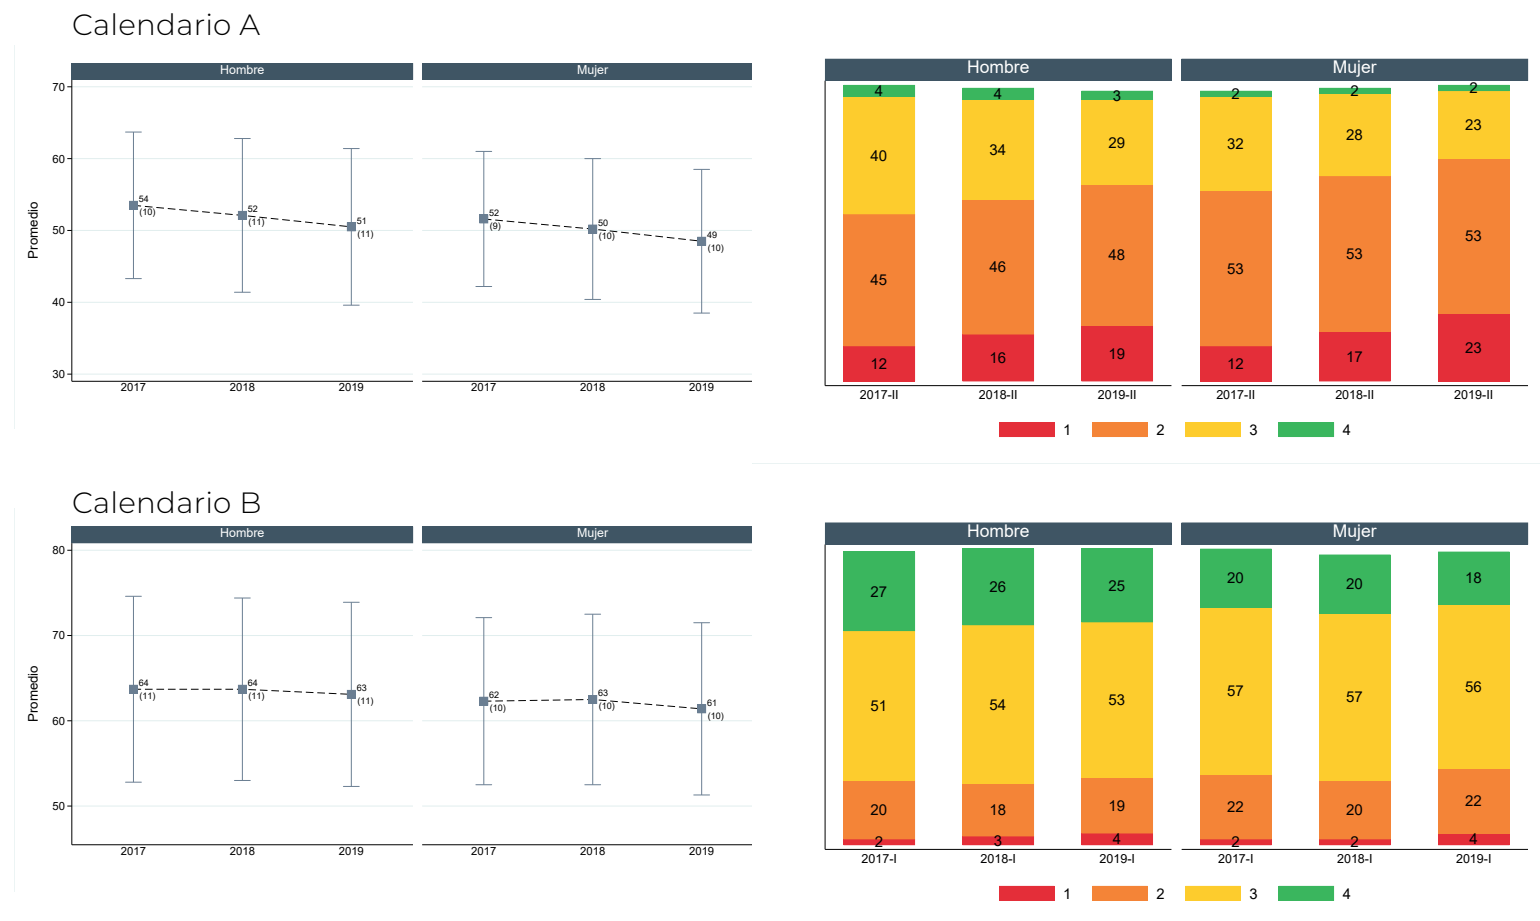 Calendario A
Hombre Mujer
70
60
50
40
30
Promedio
54
(10)
52
(11)
51
(11)
52
(9)
50
(10)
49
(10)
2017 2018 2019 2017 2018 2019
Hombre Mujer
4 4 3 2 2 2
40 34 29 32 28 23
45 46 48 53 53 53
12 16 19 12 17 23
2017-II 2018-II 2019-II 2017-II 2018-II 2019-II
1 2 3 4
Calendario B
Hombre Mujer
80
70
60
50
Promedio
64
(11)
64
(11)
63
(11)
62
(10)
63
(10)
61
(10)
2017 2018 2019 2017 2018 2019
Hombre Mujer
27 26 25 20 20 18
51 54 53 57 57 56
20 18 19 22 20 22
2 3 4 2 2 4
2017-I 2018-I 2019-I 2017-I 2018-I 2019-I
1 2 3 4